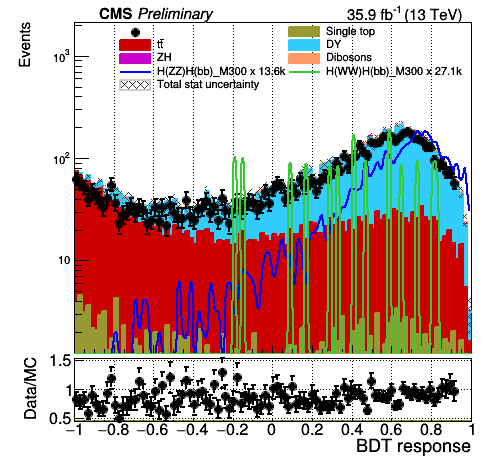 CMS Preliminary 35.9 fb⁻¹ (13 TeV)
Single top
tt̄ DY
ZH Dibosons
H(ZZ)H(bb)_M300 x 13.6k H(WW)H(bb)_M300 x 27.1k
Total stat uncertainty
Events
10³
10²
10
Data/MC
1.5
1
0.5
−1 −0.8 −0.6 −0.4 −0.2 0 0.2 0.4 0.6 0.8 1
BDT response